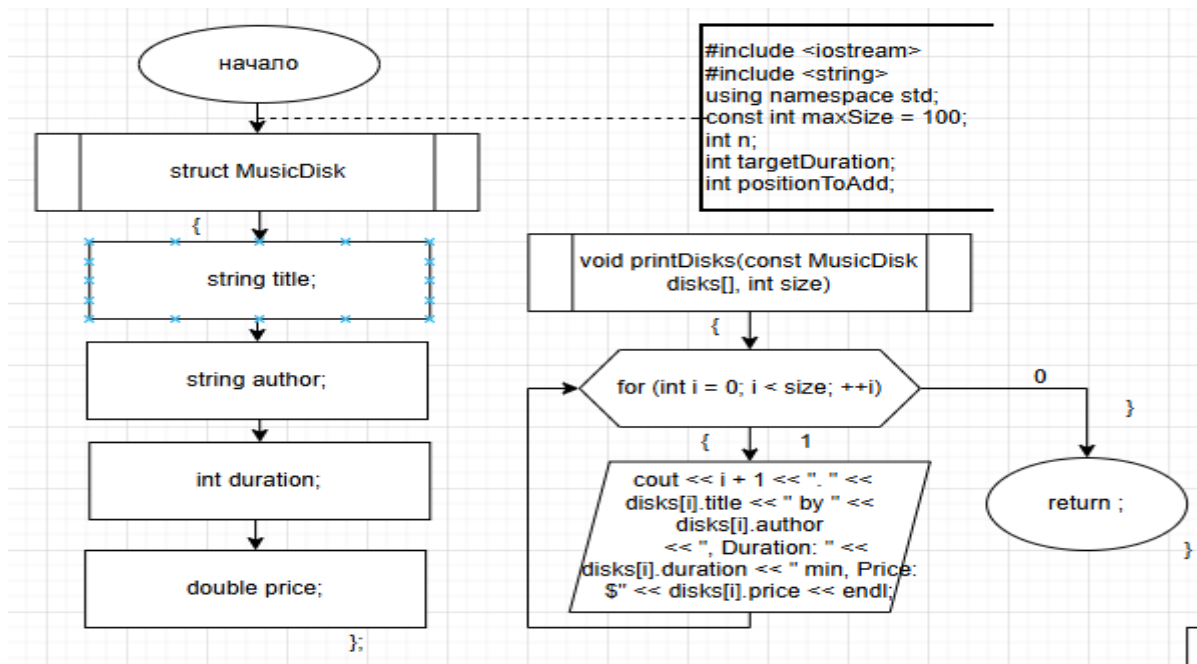 начало
#include <iostream>
#include <string>
using namespace std;
const int maxSize = 100;
int n;
int targetDuration;
int positionToAdd;
struct MusicDisk
{
string title;
string author;
int duration;
double price;
};
void printDisks(const MusicDisk
disks[], int size)
{
for (int i = 0; i < size; ++i)
0
}
{
1
cout << i + 1 << ". " <<
disks[i].title << " by " <<
disks[i].author
<< ", Duration: " <<
disks[i].duration << " min, Price:
$" << disks[i].price << endl;
return ;
}